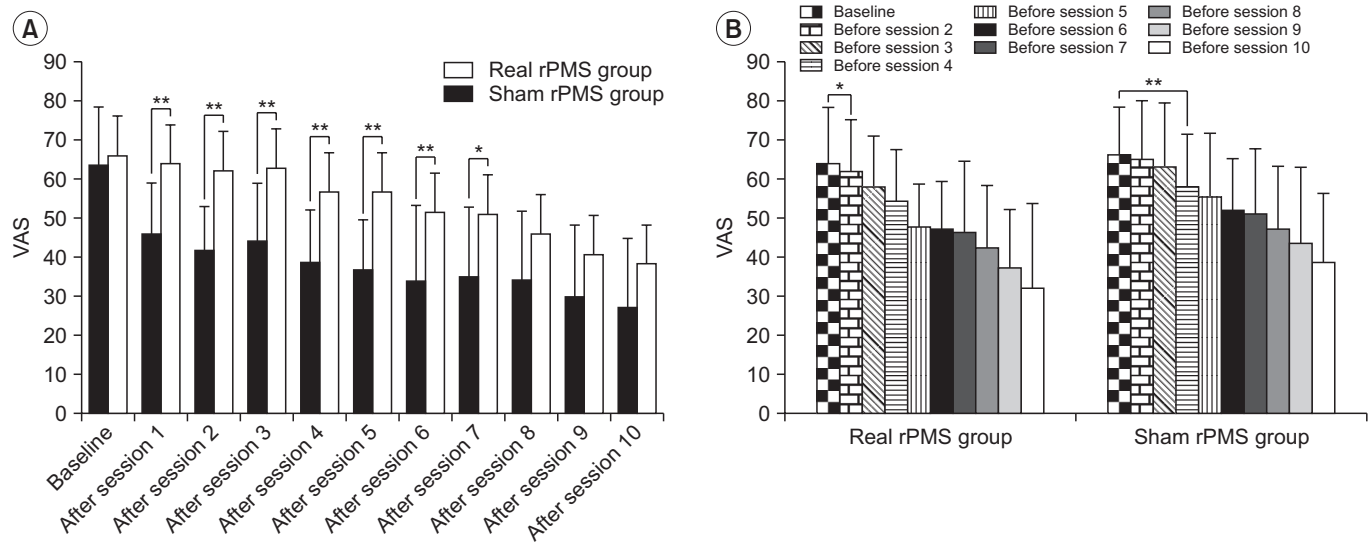 A
VAS
90
80
70
60
50
40
30
20
10
0
Real rPMS group
Sham rPMS group
**
**
**
**
**
**
*
Baseline
After session 1
After session 2
After session 3
After session 4
After session 5
After session 6
After session 7
After session 8
After session 9
After session 10
B
Baseline
Before session 2
Before session 3
Before session 4
Before session 5
Before session 6
Before session 7
Before session 8
Before session 9
Before session 10
VAS
90
80
70
60
50
40
30
20
10
0
*
**
Real rPMS group
Sham rPMS group